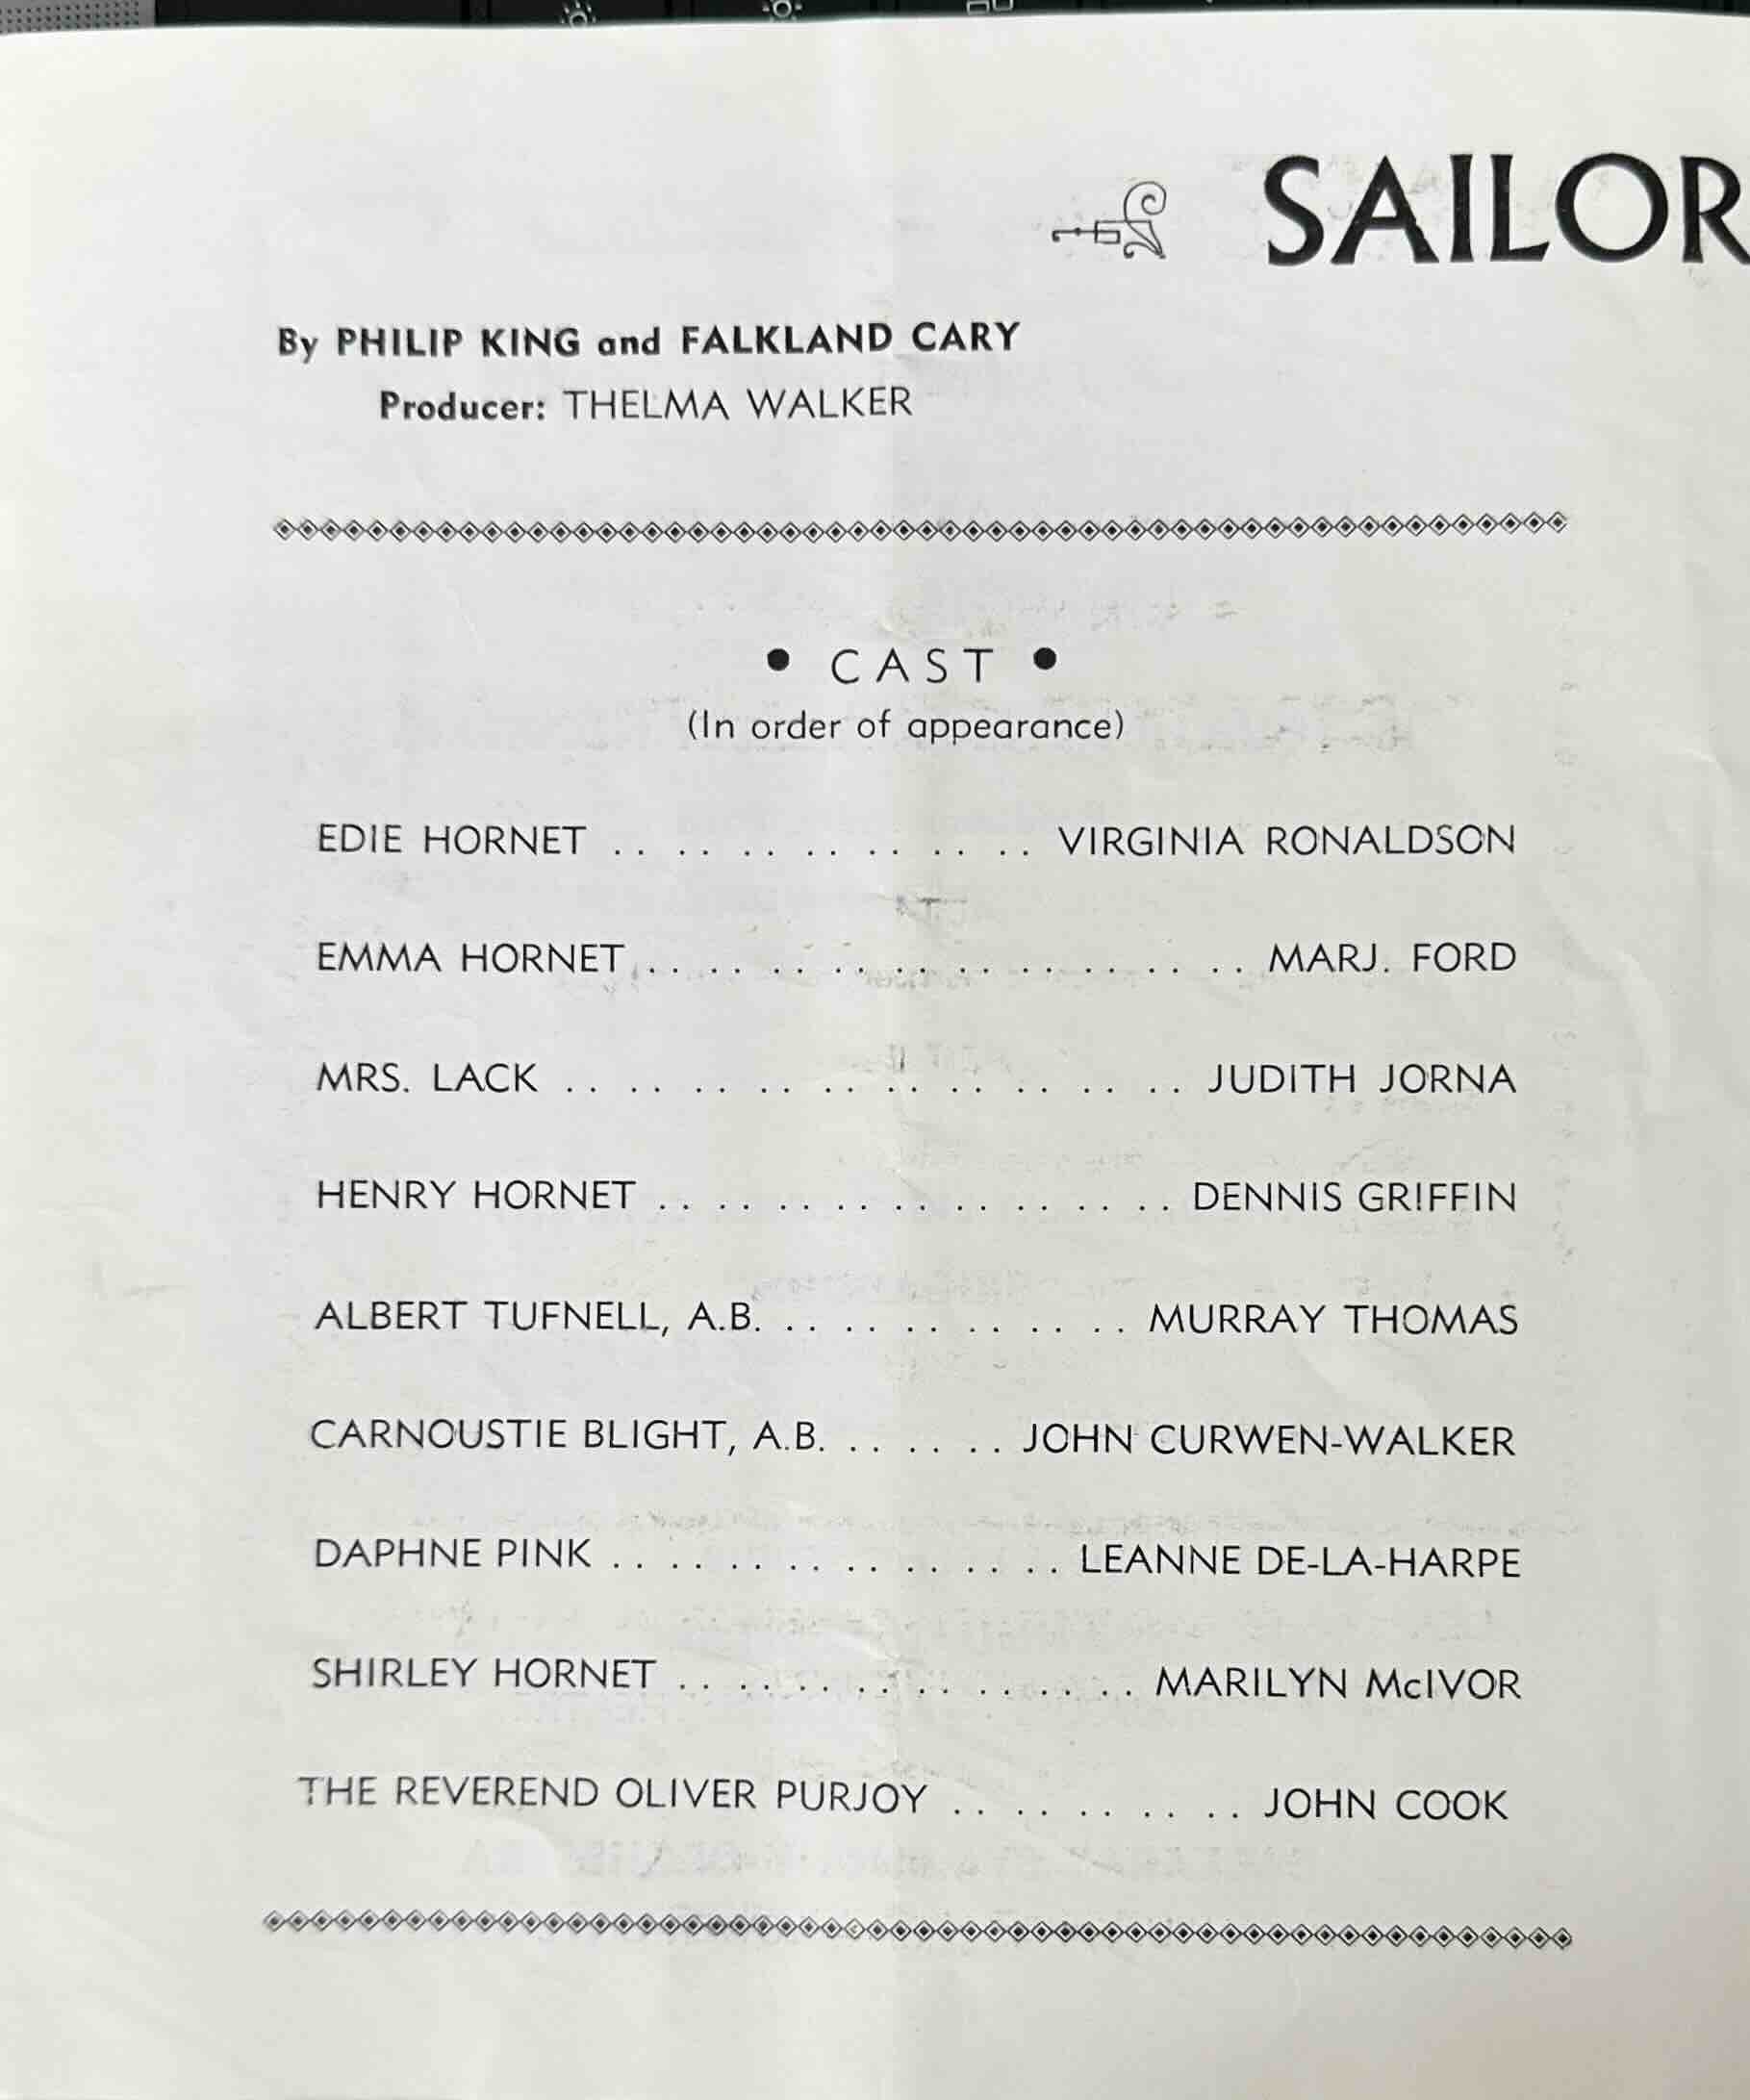 SAILOR
By PHILIP KING and FALKLAND CARY
Producer: THELMA WALKER
• CAST •
(In order of appearance)
EDIE HORNET . . . . . . . . . . . . . . VIRGINIA RONALDSON
EMMA HORNET . . . . . . . . . . . . . . . . . . . . MARJ. FORD
MRS. LACK . . . . . . . . . . . . . . . . . . . . JUDITH JORNA
HENRY HORNET . . . . . . . . . . . . . . . . . . DENNIS GRIFFIN
ALBERT TUFNELL, A.B. . . . . . . . . . . . . MURRAY THOMAS
CARNOUSTIE BLIGHT, A.B. . . . . . . JOHN CURWEN-WALKER
DAPHNE PINK . . . . . . . . . . . . . . . . LEANNE DE-LA-HARPE
SHIRLEY HORNET . . . . . . . . . . . . . . . . MARILYN McIVOR
THE REVEREND OLIVER PURJOY . . . . . . . . . . JOHN COOK